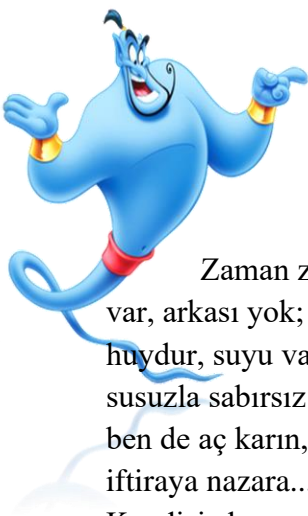 Zaman z
var, arkası yok;
huydur, suyu va
susuzla sabırsız
ben de aç karın,
iftiraya nazara..